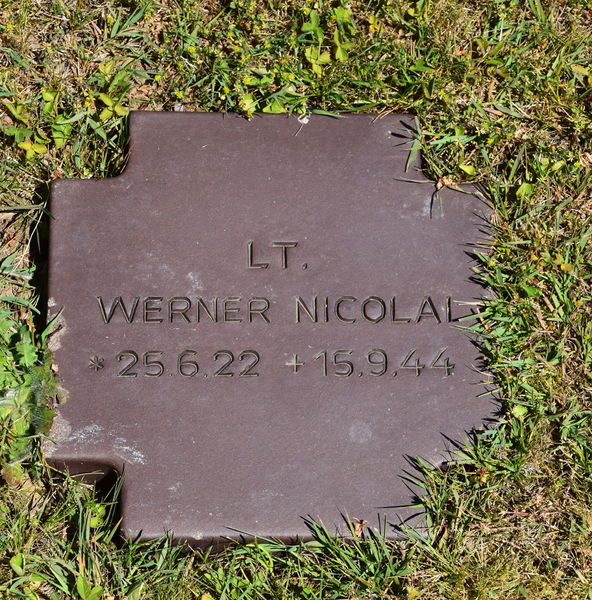 LT.
WERNER NICOLAI
* 25.6.22 + 15.9.44